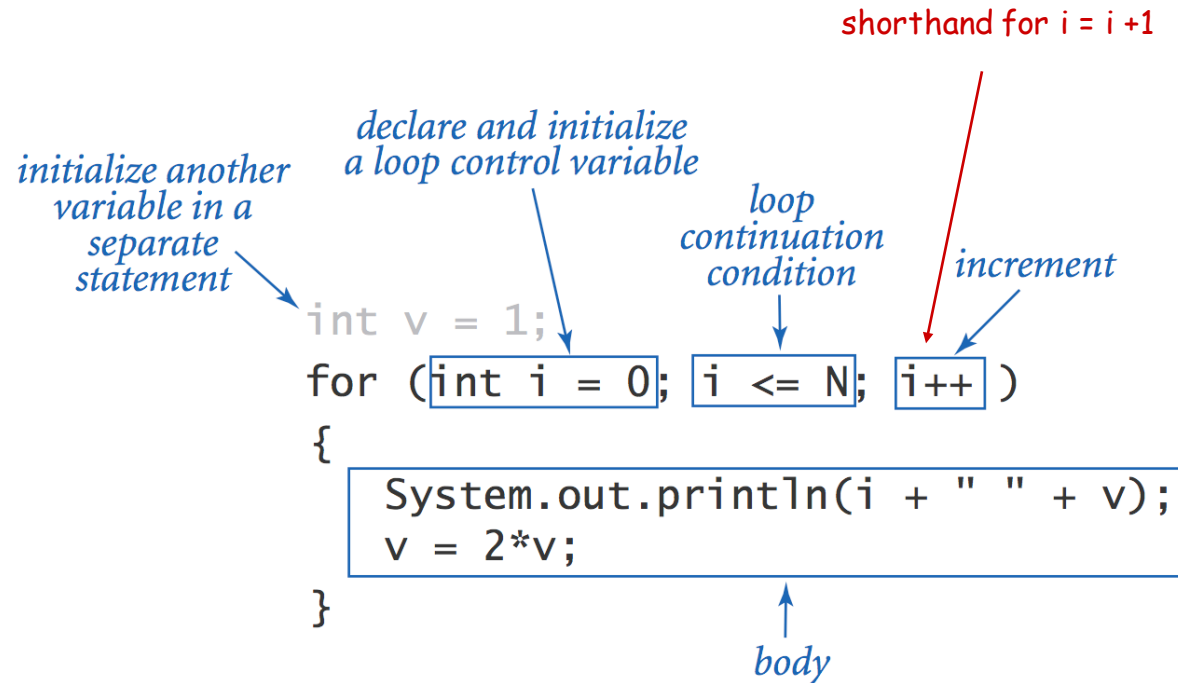 shorthand for i = i +1
declare and initialize
a loop control variable
initialize another
variable in a
separate
statement
loop
continuation
condition
increment
int v = 1;
for (int i = 0; i <= N; i++ )
{
System.out.println(i + " " + v);
v = 2*v;
}
body